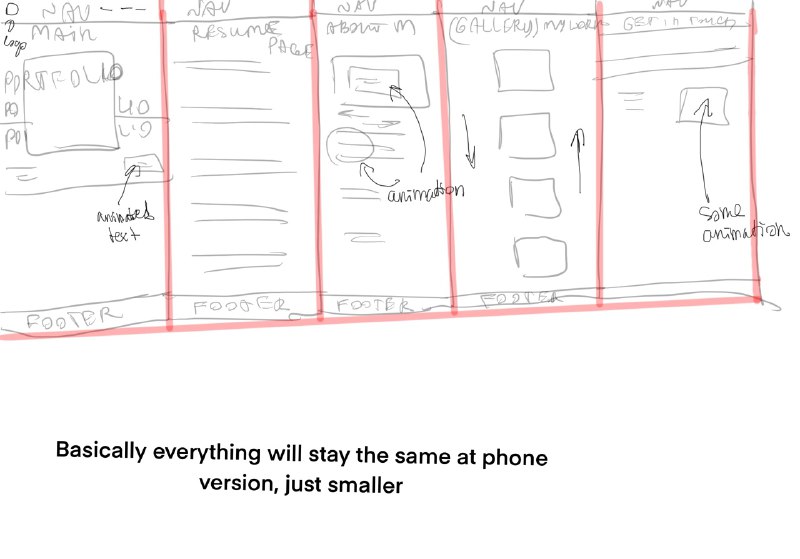 NAV ---
logo
MAIN
PORTFOLIO
PO LIO
PO LIO
animated
text
FOOTER
NAV
RESUME
PAGE
FOOTER
NAV
ABOUT M
animation
FOOTER
NAV
(GALLERY) MY WORK
FOOTER
NAV
GET IN TOUCH
Same
animation
Basically everything will stay the same at phone
version, just smaller